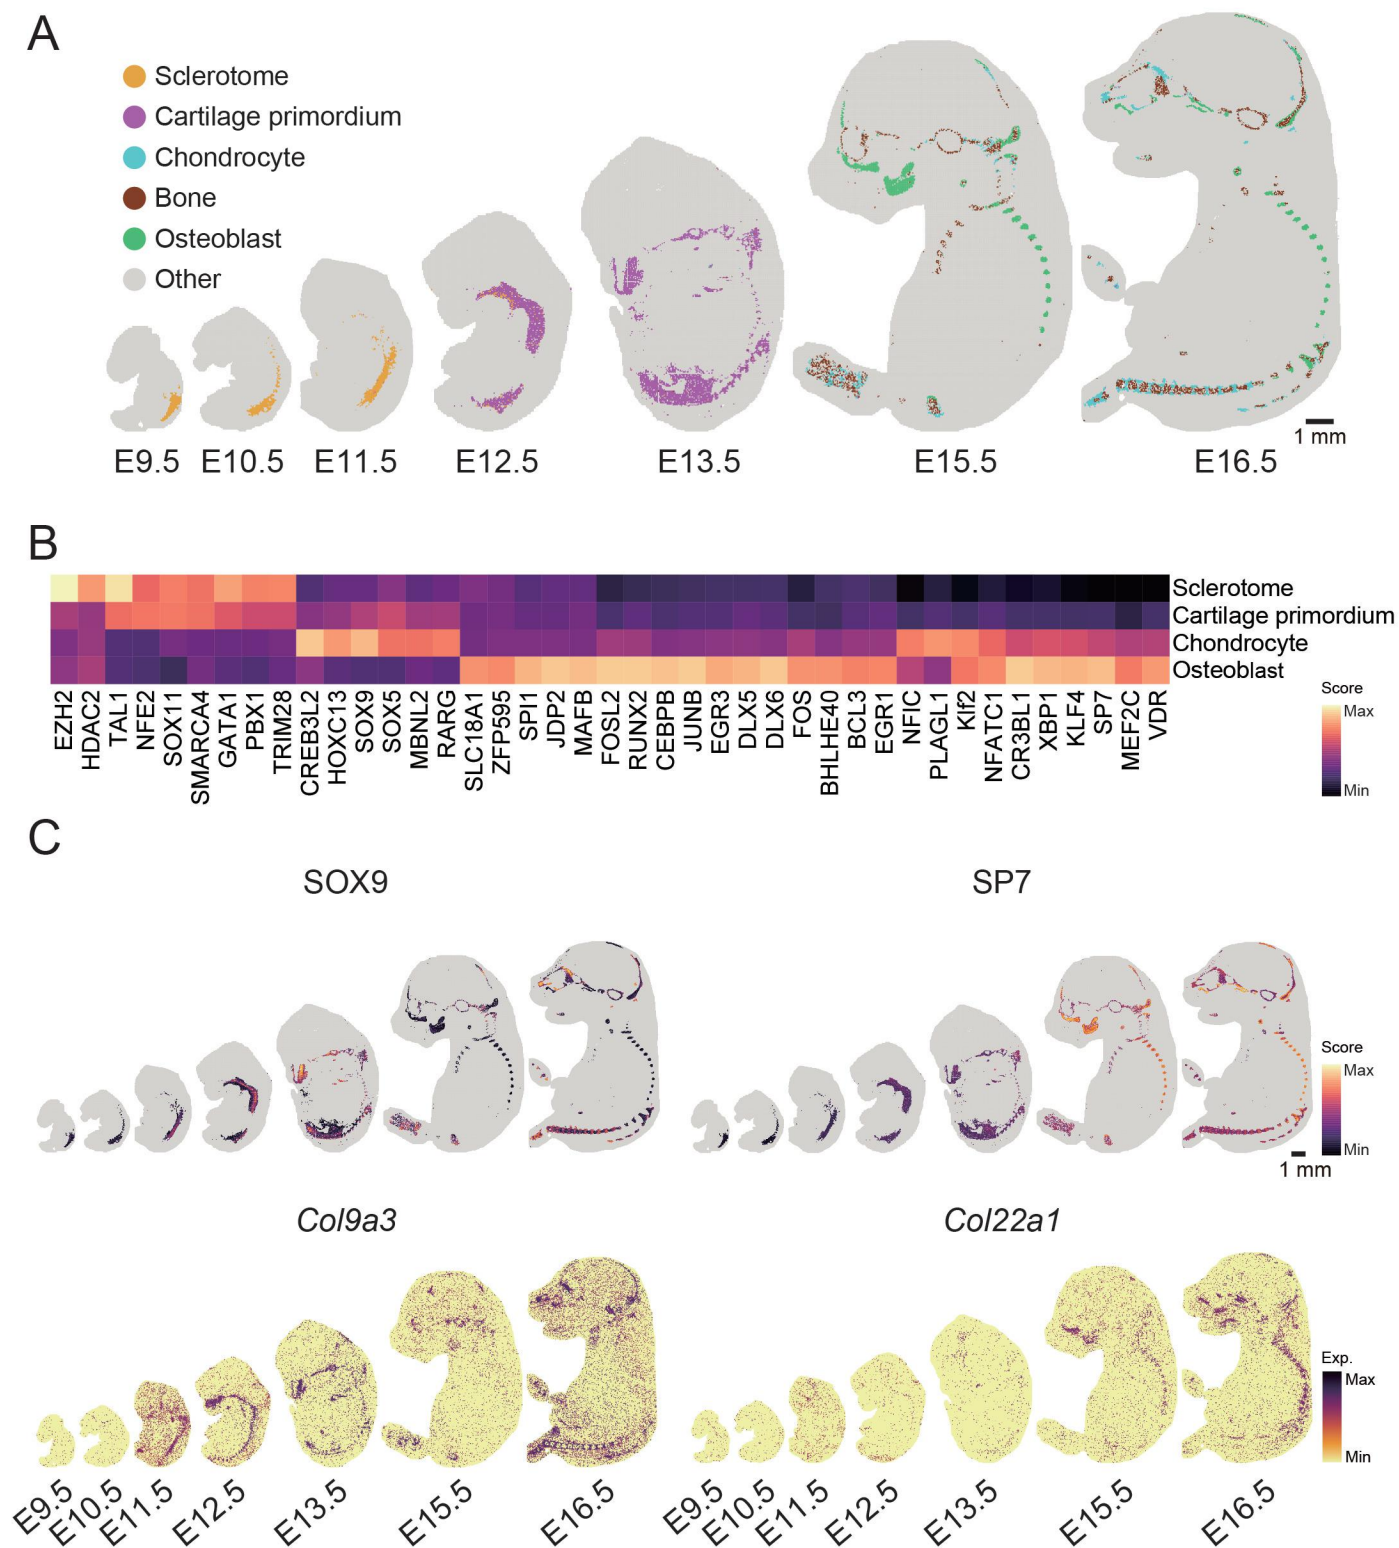 A
Sclerotome
Cartilage primordium
Chondrocyte
Bone
Osteoblast
Other
1 mm
E9.5 E10.5 E11.5 E12.5 E13.5 E15.5 E16.5
B
Sclerotome
Cartilage primordium
Chondrocyte
Osteoblast
EZH2 HDAC2 TAL1 NFE2 SOX11 SMARCA4 GATA1 PBX1 TRIM28 CREB3L2 HOXC13 SOX9 SOX5 MBNL2 RARG SLC18A1 ZFP595 SPI1 JDP2 MAFB FOSL2 RUNX2 CEBPB JUNB EGR3 DLX5 DLX6 FOS BHLHE40 BCL3 EGR1 NFIC PLAGL1 Klf2 NFATC1 CR3BL1 XBP1 KLF4 SP7 MEF2C VDR
Score
Max
Min
C
SOX9 SP7
Score
Max
Min
1 mm
Col9a3 Col22a1
Exp.
Max
Min
E9.5 E10.5 E11.5 E12.5 E13.5 E15.5 E16.5 E9.5 E10.5 E11.5 E12.5 E13.5 E15.5 E16.5